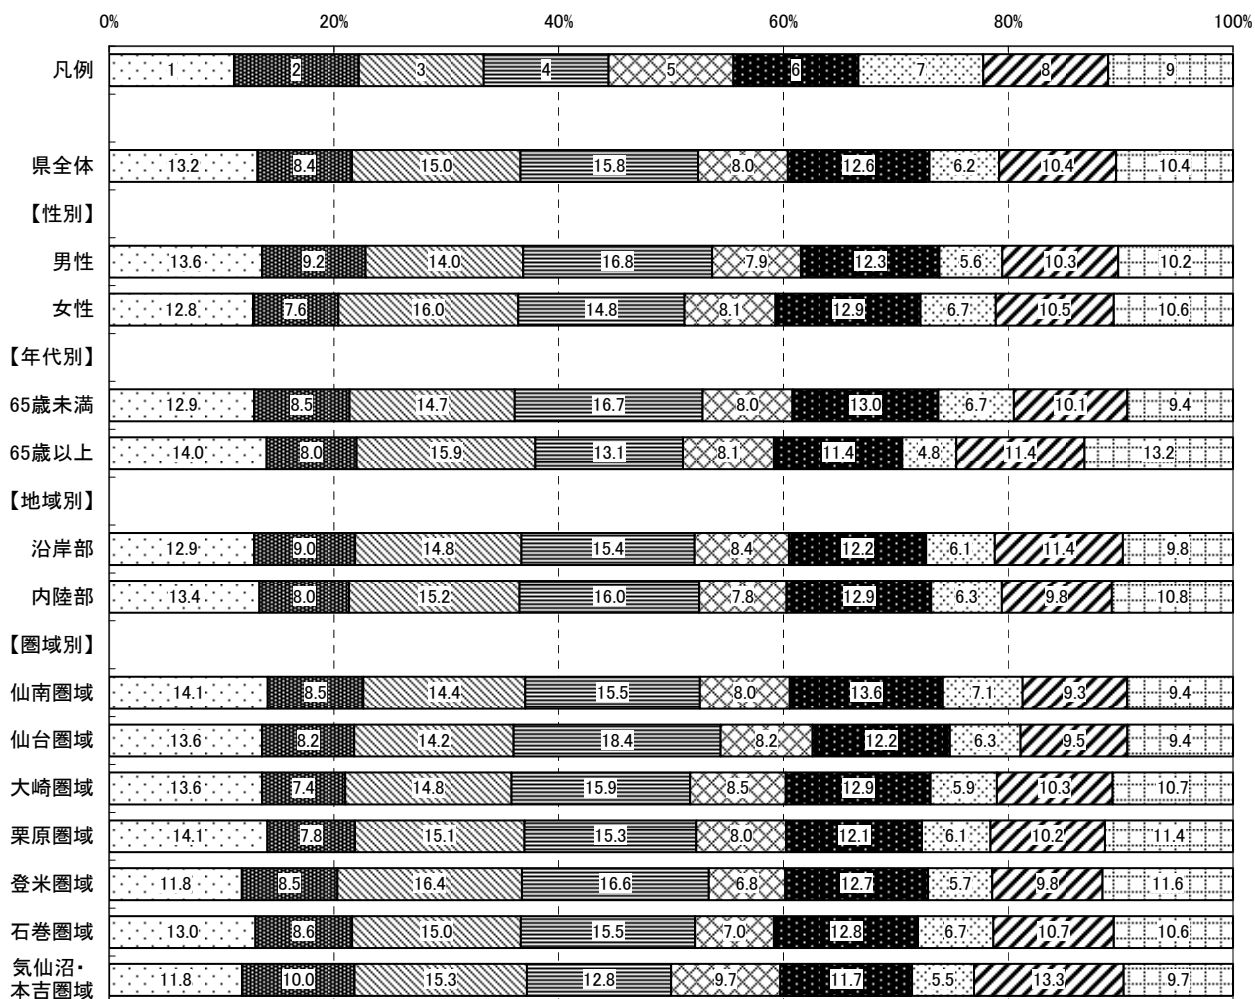 0% 20% 40% 60% 80% 100%
凡例 1 2 3 4 5 6 7 8 9
県全体 13.2 8.4 15.0 15.8 8.0 12.6 6.2 10.4 10.4
【性別】
男性 13.6 9.2 14.0 16.8 7.9 12.3 5.6 10.3 10.2
女性 12.8 7.6 16.0 14.8 8.1 12.9 6.7 10.5 10.6
【年代別】
65歳未満 12.9 8.5 14.7 16.7 8.0 13.0 6.7 10.1 9.4
65歳以上 14.0 8.0 15.9 13.1 8.1 11.4 4.8 11.4 13.2
【地域別】
沿岸部 12.9 9.0 14.8 15.4 8.4 12.2 6.1 11.4 9.8
内陸部 13.4 8.0 15.2 16.0 7.8 12.9 6.3 9.8 10.8
【圏域別】
仙南圏域 14.1 8.5 14.4 15.5 8.0 13.6 7.1 9.3 9.4
仙台圏域 13.6 8.2 14.2 18.4 8.2 12.2 6.3 9.5 9.4
大崎圏域 13.6 7.4 14.8 15.9 8.5 12.9 5.9 10.3 10.7
栗原圏域 14.1 7.8 15.1 15.3 8.0 12.1 6.1 10.2 11.4
登米圏域 11.8 8.5 16.4 16.6 6.8 12.7 5.7 9.8 11.6
石巻圏域 13.0 8.6 15.0 15.5 7.0 12.8 6.7 10.7 10.6
気仙沼・
本吉圏域 11.8 10.0 15.3 12.8 9.7 11.7 5.5 13.3 9.7